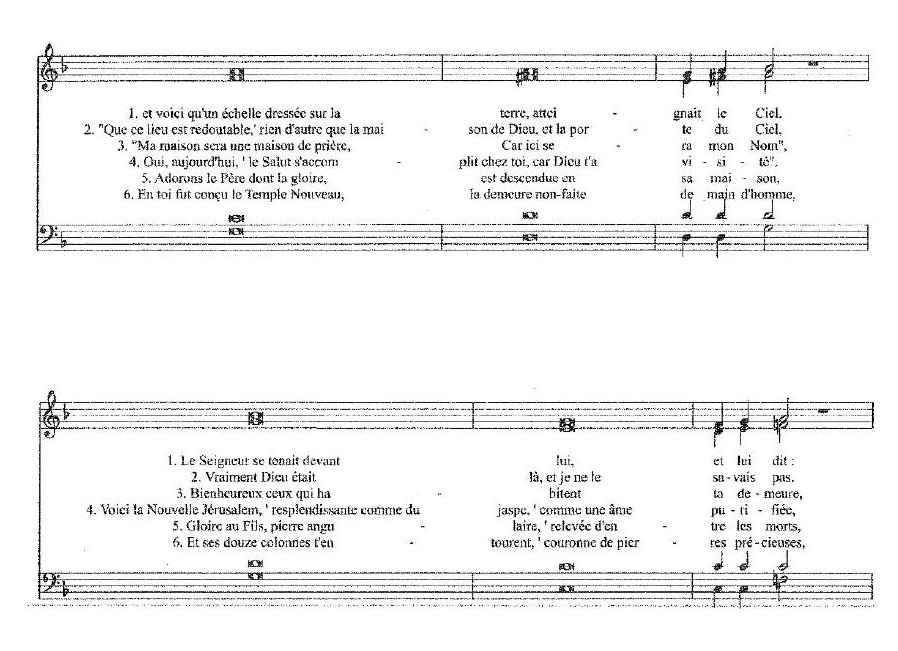 1. et voici qu'un échelle dressée sur la terre, attei - gnait le Ciel.
2. "Que ce lieu est redoutable,' rien d'autre que la mai - son de Dieu, et la por - te du Ciel,
3. "Ma maison sera une maison de prière, Car ici se - ra mon Nom",
4. Oui, aujourd'hui, ' le Salut s'accom - plit chez toi, car Dieu t'a vi - si - té".
5. Adorons le Père dont la gloire, est descendue en sa mai - son,
6. En toi fut conçu le Temple Nouveau, la demeure non-faite de main d'homme,
1. Le Seigneur se tenait devant lui, et lui dit :
2. Vraiment Dieu était là, et je ne le sa - vais pas.
3. Bienheureux ceux qui ha - bitent ta de - meure,
4. Voici la Nouvelle Jérusalem, ' resplendissante comme du jaspe, ' comme une âme pu - ri - fiée,
5. Gloire au Fils, pierre angu - laire, ' relevée d'en - tre les morts,
6. Et ses douze colonnes t'en - tourent, ' couronne de pier - res pré - cieuses,